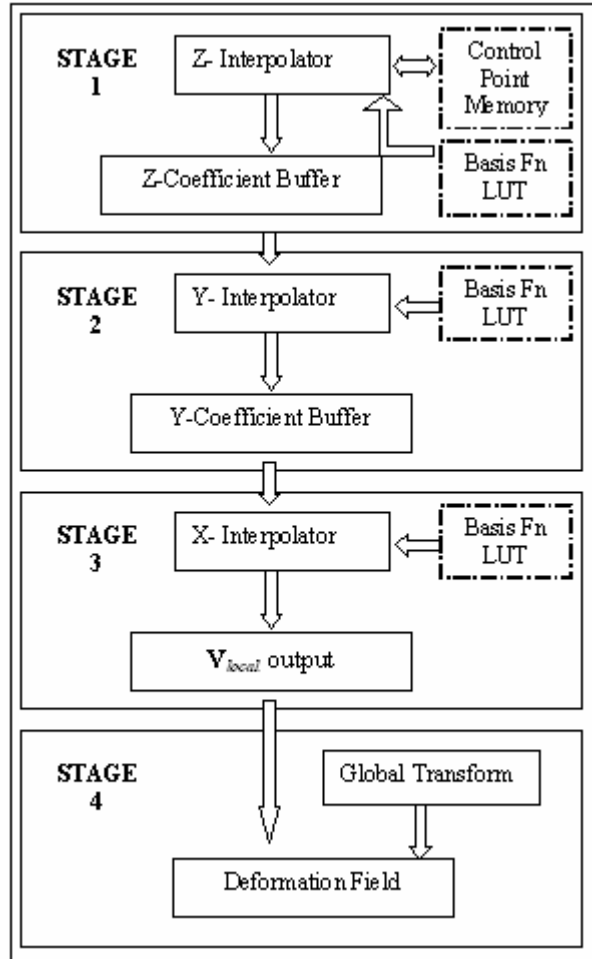 STAGE
1
Z- Interpolator
Control
Point
Memory
Z-Coefficient Buffer
Basis Fn
LUT
STAGE
2
Y- Interpolator
Basis Fn
LUT
Y-Coefficient Buffer
STAGE
3
X- Interpolator
Basis Fn
LUT
Vlocal output
STAGE
4
Global Transform
Deformation Field